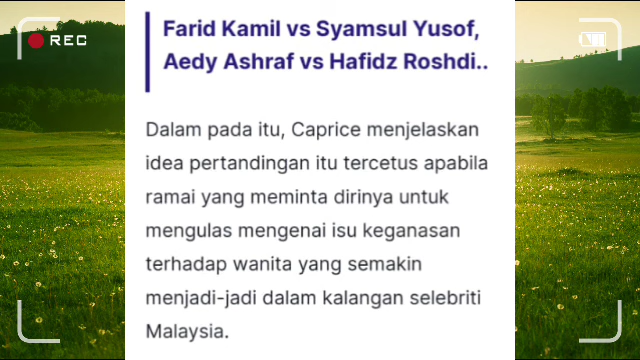 REC
Farid Kamil vs Syamsul Yusof,
Aedy Ashraf vs Hafidz Roshdi..
Dalam pada itu, Caprice menjelaskan
idea pertandingan itu tercetus apabila
ramai yang meminta dirinya untuk
mengulas mengenai isu keganasan
terhadap wanita yang semakin
menjadi-jadi dalam kalangan selebriti
Malaysia.